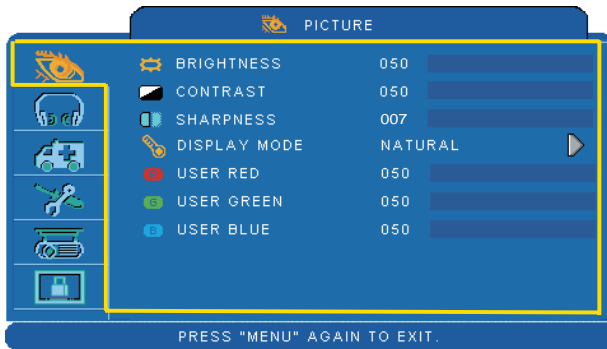 PICTURE
BRIGHTNESS 050
CONTRAST 050
SHARPNESS 007
DISPLAY MODE NATURAL
R USER RED 050
G USER GREEN 050
B USER BLUE 050
PRESS "MENU" AGAIN TO EXIT.